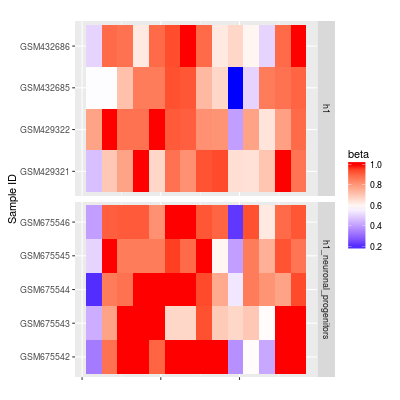 GSM432686
GSM432685
GSM429322
GSM429321
h1
GSM675546
GSM675545
GSM675544
GSM675543
GSM675542
h1_neuronal_progenitors
Sample ID
beta
1.0
0.8
0.6
0.4
0.2